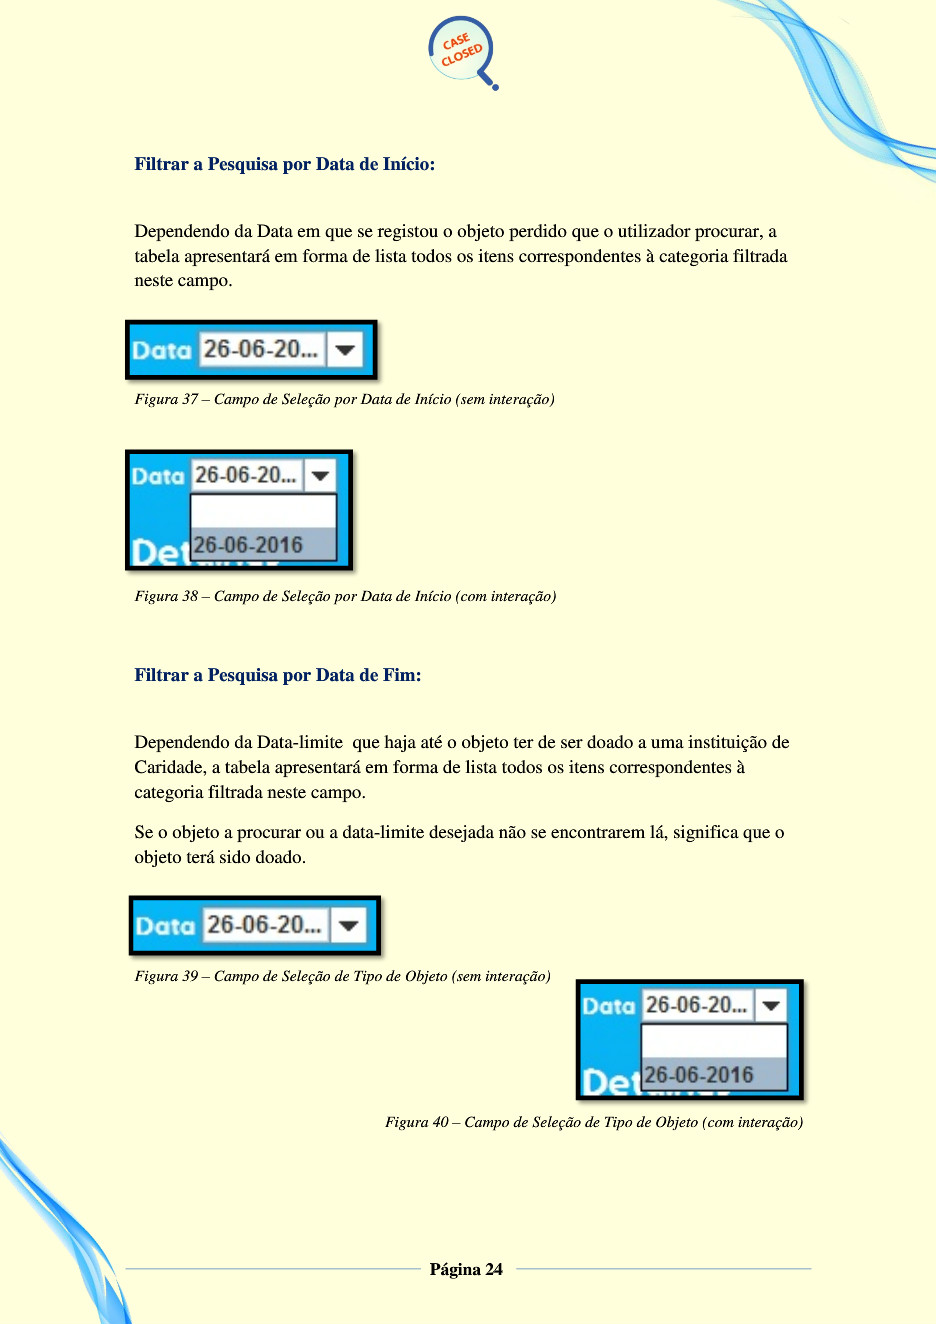 CASE
CLOSED
Filtrar a Pesquisa por Data de Início:
Dependendo da Data em que se registou o objeto perdido que o utilizador procurar, a
tabela apresentará em forma de lista todos os itens correspondentes à categoria filtrada
neste campo.
Data 26-06-20...
Figura 37 – Campo de Seleção por Data de Início (sem interação)
Data 26-06-20...
26-06-2016
Figura 38 – Campo de Seleção por Data de Início (com interação)
Filtrar a Pesquisa por Data de Fim:
Dependendo da Data-limite  que haja até o objeto ter de ser doado a uma instituição de
Caridade, a tabela apresentará em forma de lista todos os itens correspondentes à
categoria filtrada neste campo.
Se o objeto a procurar ou a data-limite desejada não se encontrarem lá, significa que o
objeto terá sido doado.
Data 26-06-20...
Figura 39 – Campo de Seleção de Tipo de Objeto (sem interação)
Data 26-06-20...
26-06-2016
Figura 40 – Campo de Seleção de Tipo de Objeto (com interação)
Página 24